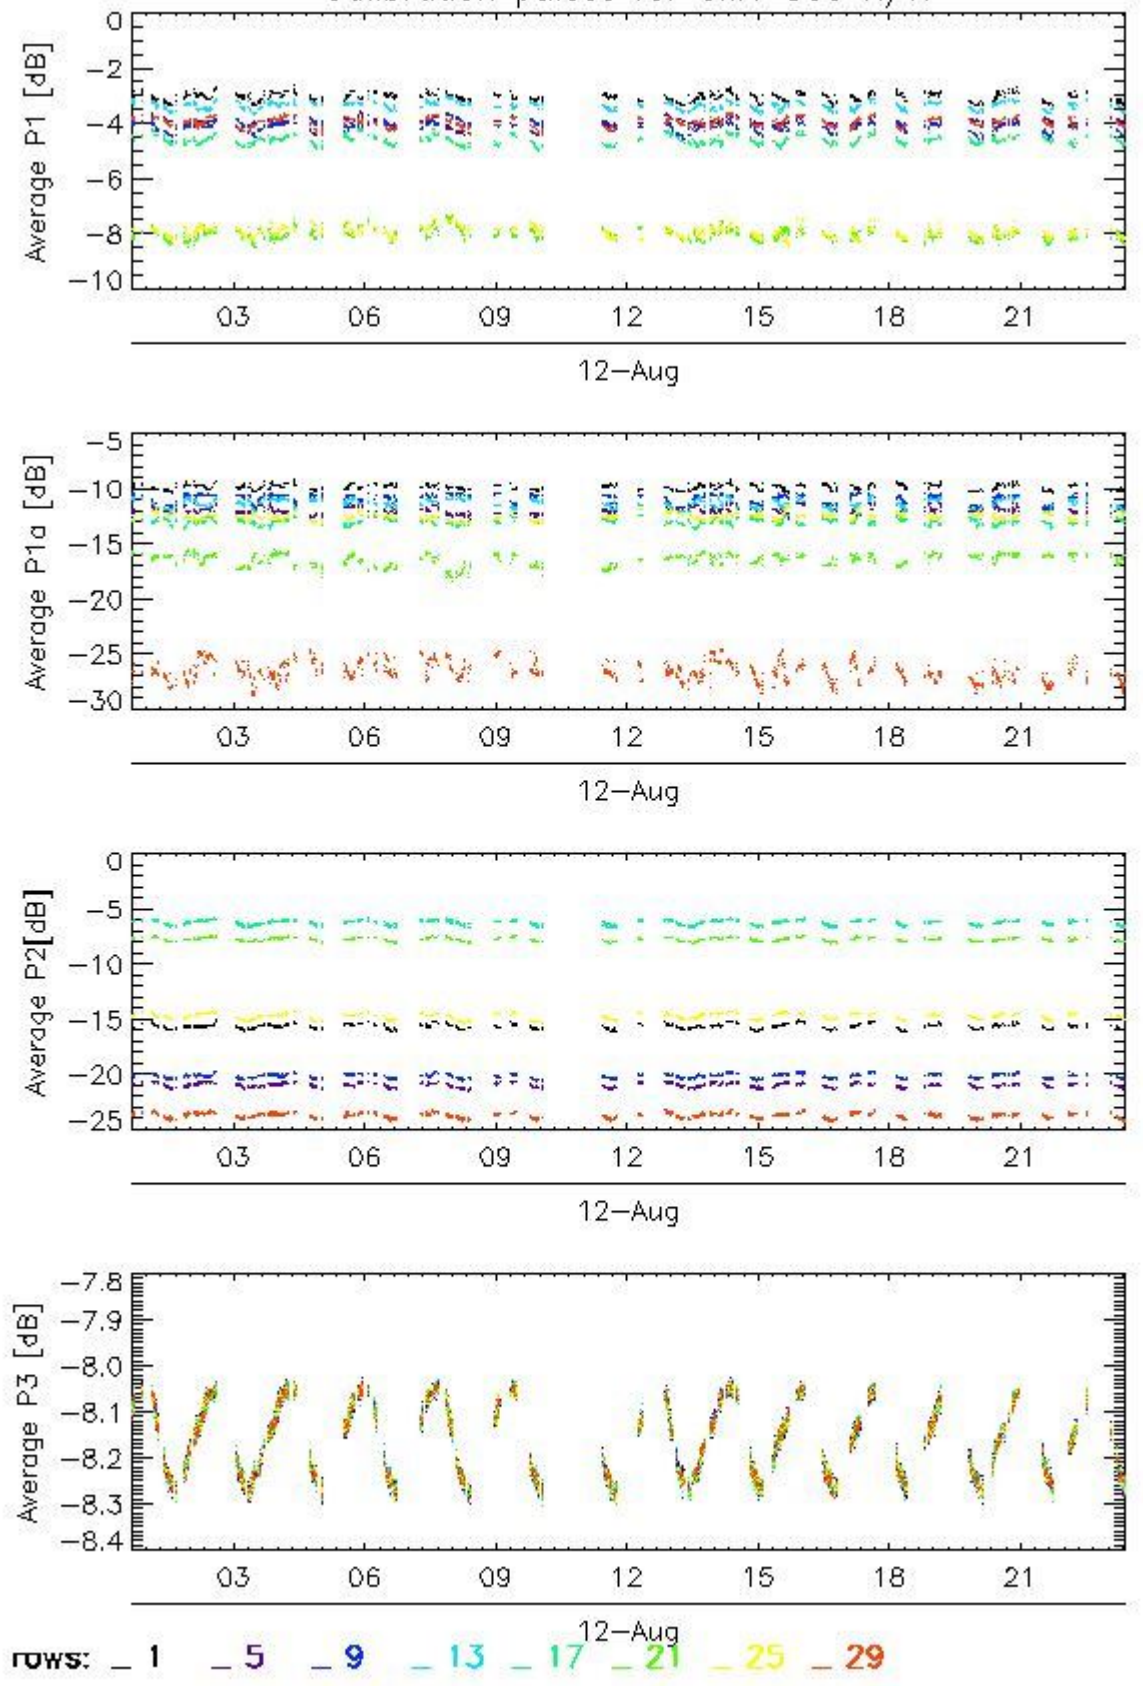 0
−2
−4
−6
−8
−10
Average P1 [dB]
03 06 09 12 15 18 21
12−Aug
−5
−10
−15
−20
−25
−30
Average P1a [dB]
03 06 09 12 15 18 21
12−Aug
0
−5
−10
−15
−20
−25
Average P2[dB]
03 06 09 12 15 18 21
12−Aug
−7.8
−7.9
−8.0
−8.1
−8.2
−8.3
−8.4
Average P3 [dB]
03 06 09 12 15 18 21
12−Aug
rows: _ 1 _ 5 _ 9 _ 13 _ 17 _ 21 _ 25 _ 29